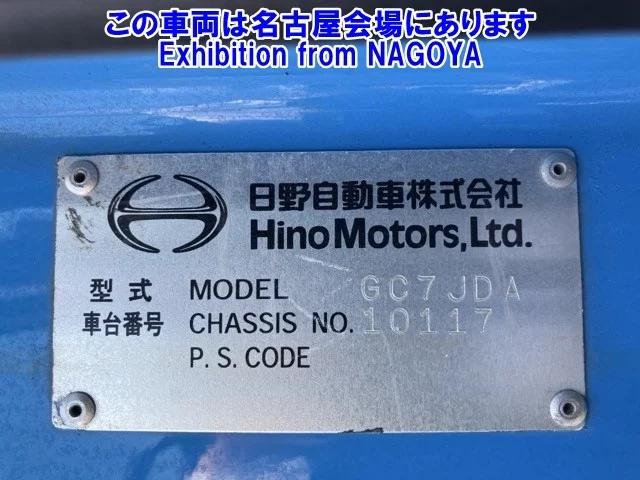 この車両は名古屋会場にあります
Exhibition from NAGOYA
日野自動車株式会社
Hino Motors, Ltd.
型式 MODEL GC7JDA
車台番号 CHASSIS NO. 10117
P. S. CODE